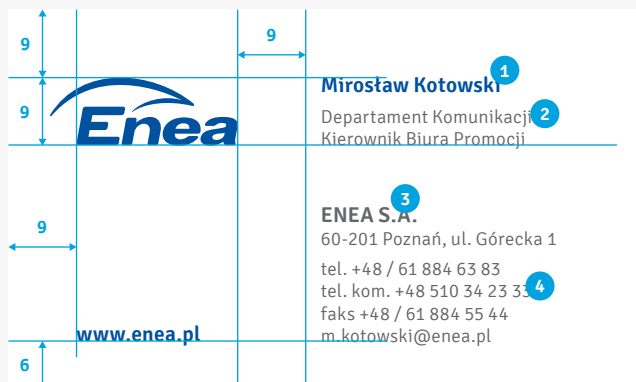 9
9
9
9
6
Enea
www.enea.pl
1
Mirosław Kotowski
Departament Komunikacji
2
Kierownik Biura Promocji
3
ENEA S.A.
60-201 Poznań, ul. Górecka 1
tel. +48 / 61 884 63 83
tel. kom. +48 510 34 23 33
4
faks +48 / 61 884 55 44
m.kotowski@enea.pl